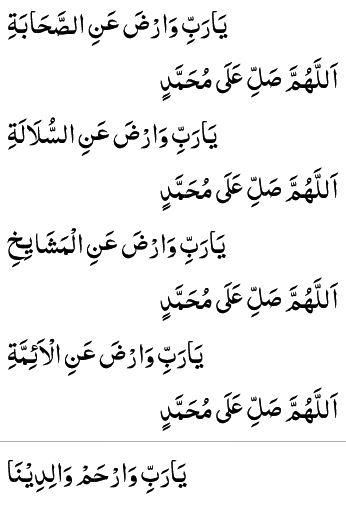 يَارَبِّ وَارْضَ عَنِ الصَّحَابَةِ
اَللَّهُمَّ صَلِّ عَلَى مُحَمَّدٍ
يَارَبِّ وَارْضَ عَنِ السُّلَالَةِ
اَللَّهُمَّ صَلِّ عَلَى مُحَمَّدٍ
يَارَبِّ وَارْضَ عَنِ الْمَشَايِخِ
اَللَّهُمَّ صَلِّ عَلَى مُحَمَّدٍ
يَارَبِّ وَارْضَ عَنِ الْاَئِمَّةِ
اَللَّهُمَّ صَلِّ عَلَى مُحَمَّدٍ
يَارَبِّ وَارْحَمْ وَالِدِيْنَا